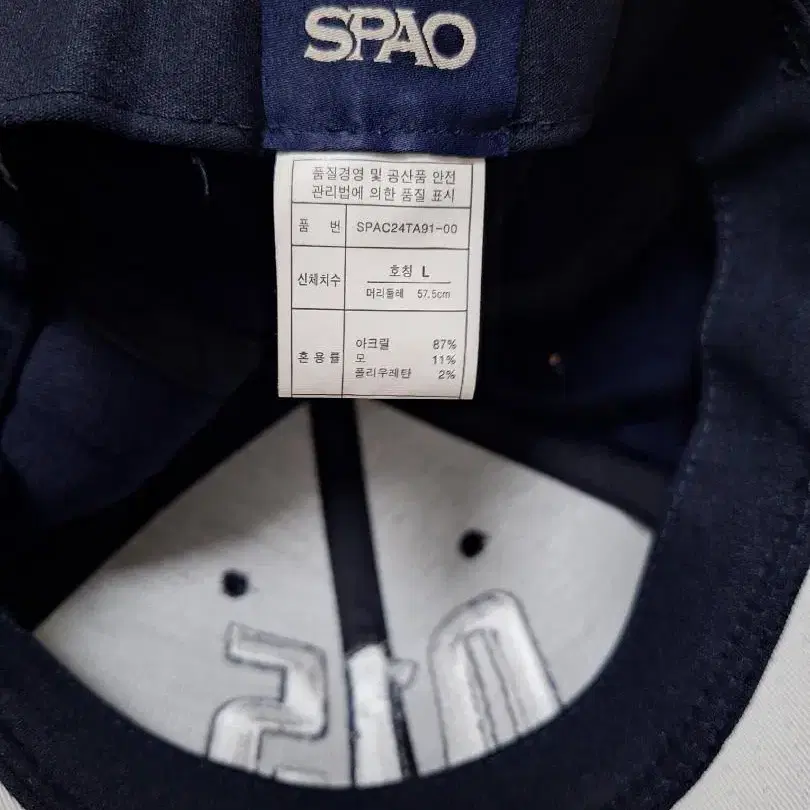 SPAO
품질경영 및 공산품 안전
관리법에 의한 품질 표시
품 번 SPAC24TA91-00
신체치수 호칭 L
머리둘레 57.5cm
혼용률 아크릴 87%
모 11%
폴리우레탄 2%